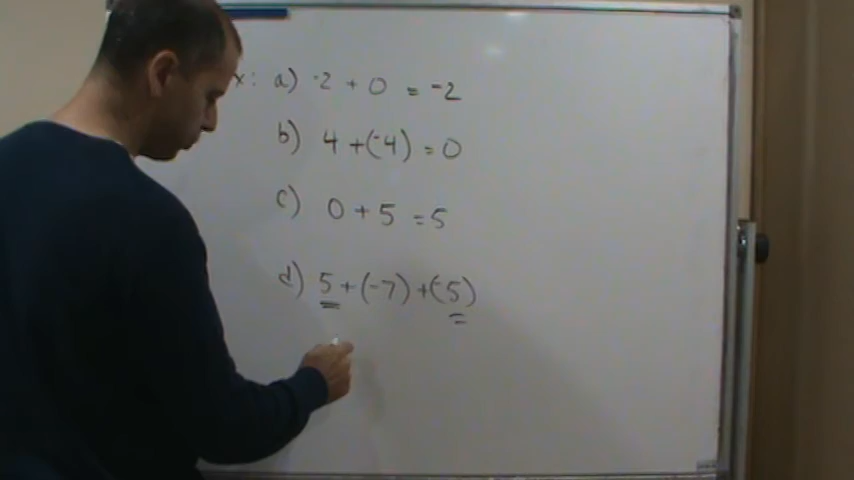 x: a) -2 + 0 = -2
b) 4 + (-4) = 0
c) 0 + 5 = 5
d) 5 + (-7) + (-5)